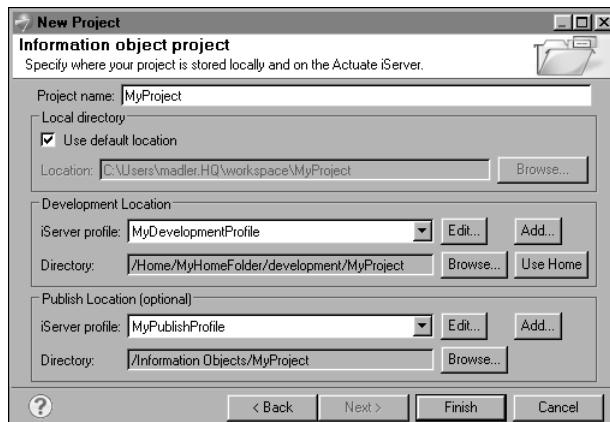 New Project
Information object project
Specify where your project is stored locally and on the Actuate iServer.
Project name: MyProject
Local directory
Use default location
Location: C:\Users\madler.HQ\workspace\MyProject Browse...
Development Location
iServer profile: MyDevelopmentProfile Edit... Add...
Directory: /Home/MyHomeFolder/development/MyProject Browse... Use Home
Publish Location (optional)
iServer profile: MyPublishProfile Edit... Add...
Directory: /Information Objects/MyProject Browse...
? < Back Next > Finish Cancel